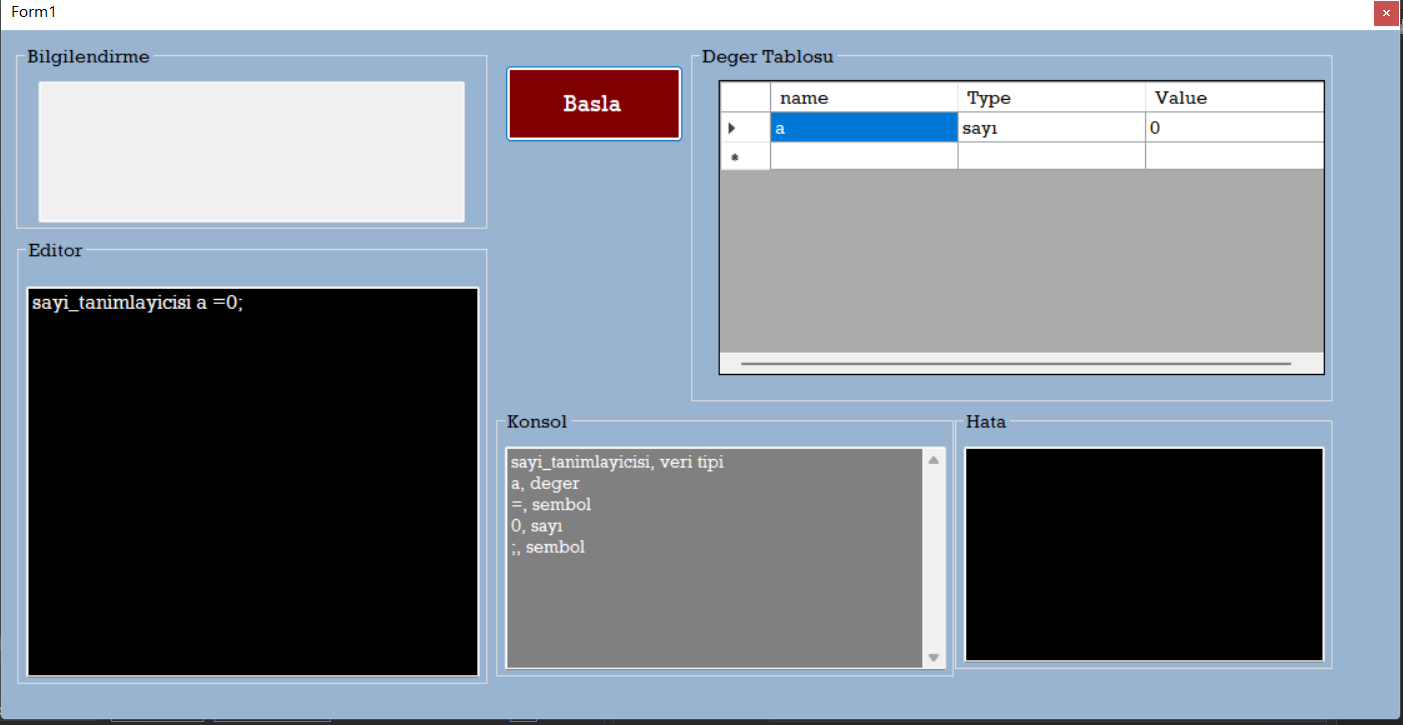 Form1
Bilgilendirme
Basla
Deger Tablosu
name Type Value
a sayı 0
Editor
sayi_tanimlayicisi a =0;
Konsol
sayi_tanimlayicisi, veri tipi
a, deger
=, sembol
0, sayı
;, sembol
Hata